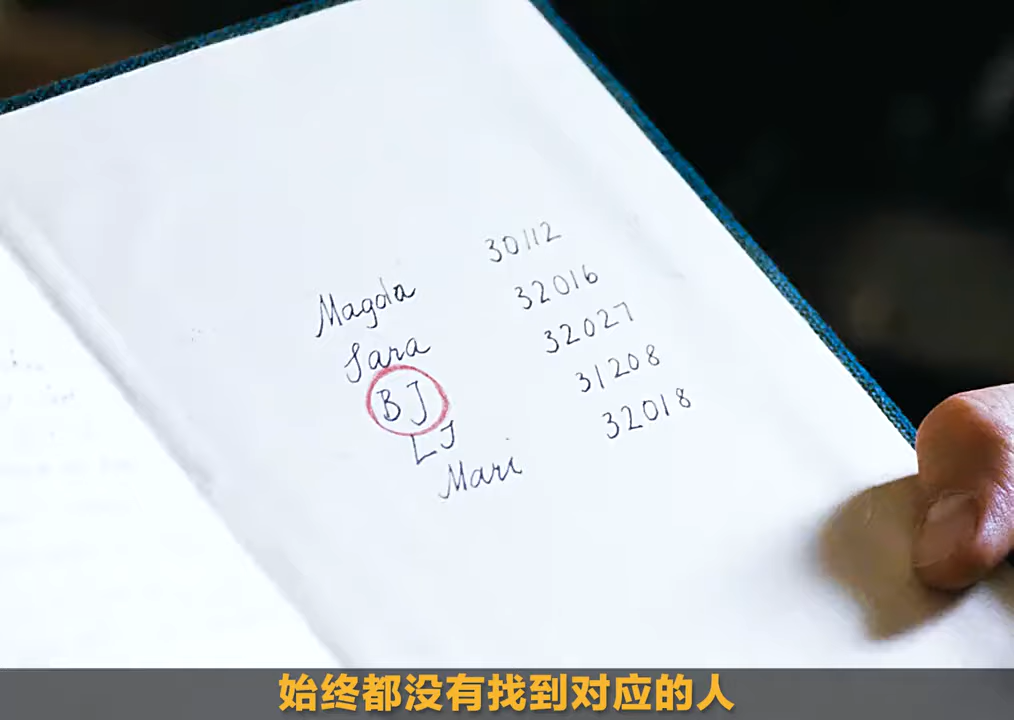 Magda 30112
Sara 32016
BJ 32027
LJ 31208
Mari 32018
始终都没有找到对应的人